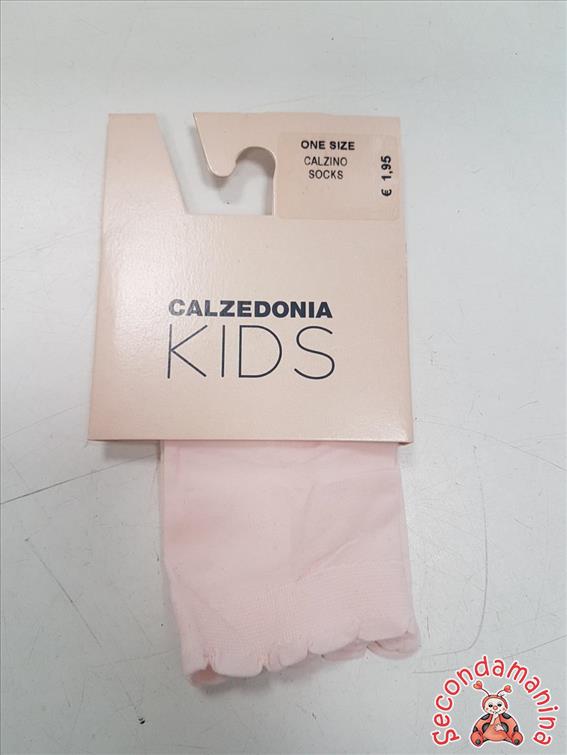 ONE SIZE
CALZINO
SOCKS
€ 1,95
CALZEDONIA
KIDS
Secondamanina